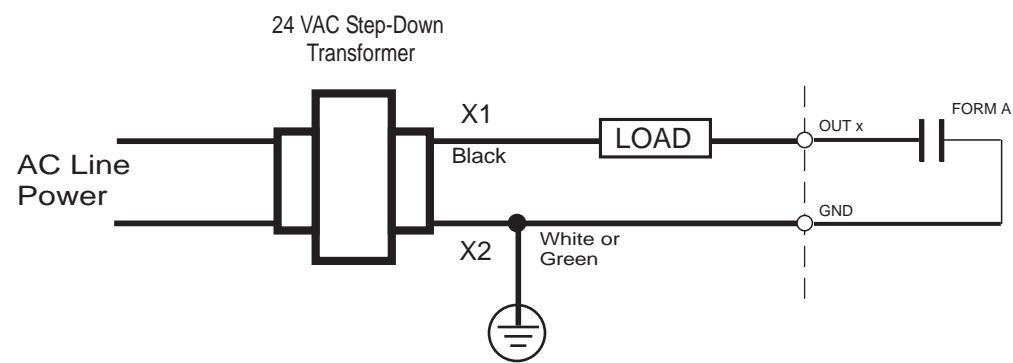 24 VAC Step-Down
Transformer
X1
Black
LOAD
OUT x
FORM A
AC Line
Power
GND
X2
White or
Green